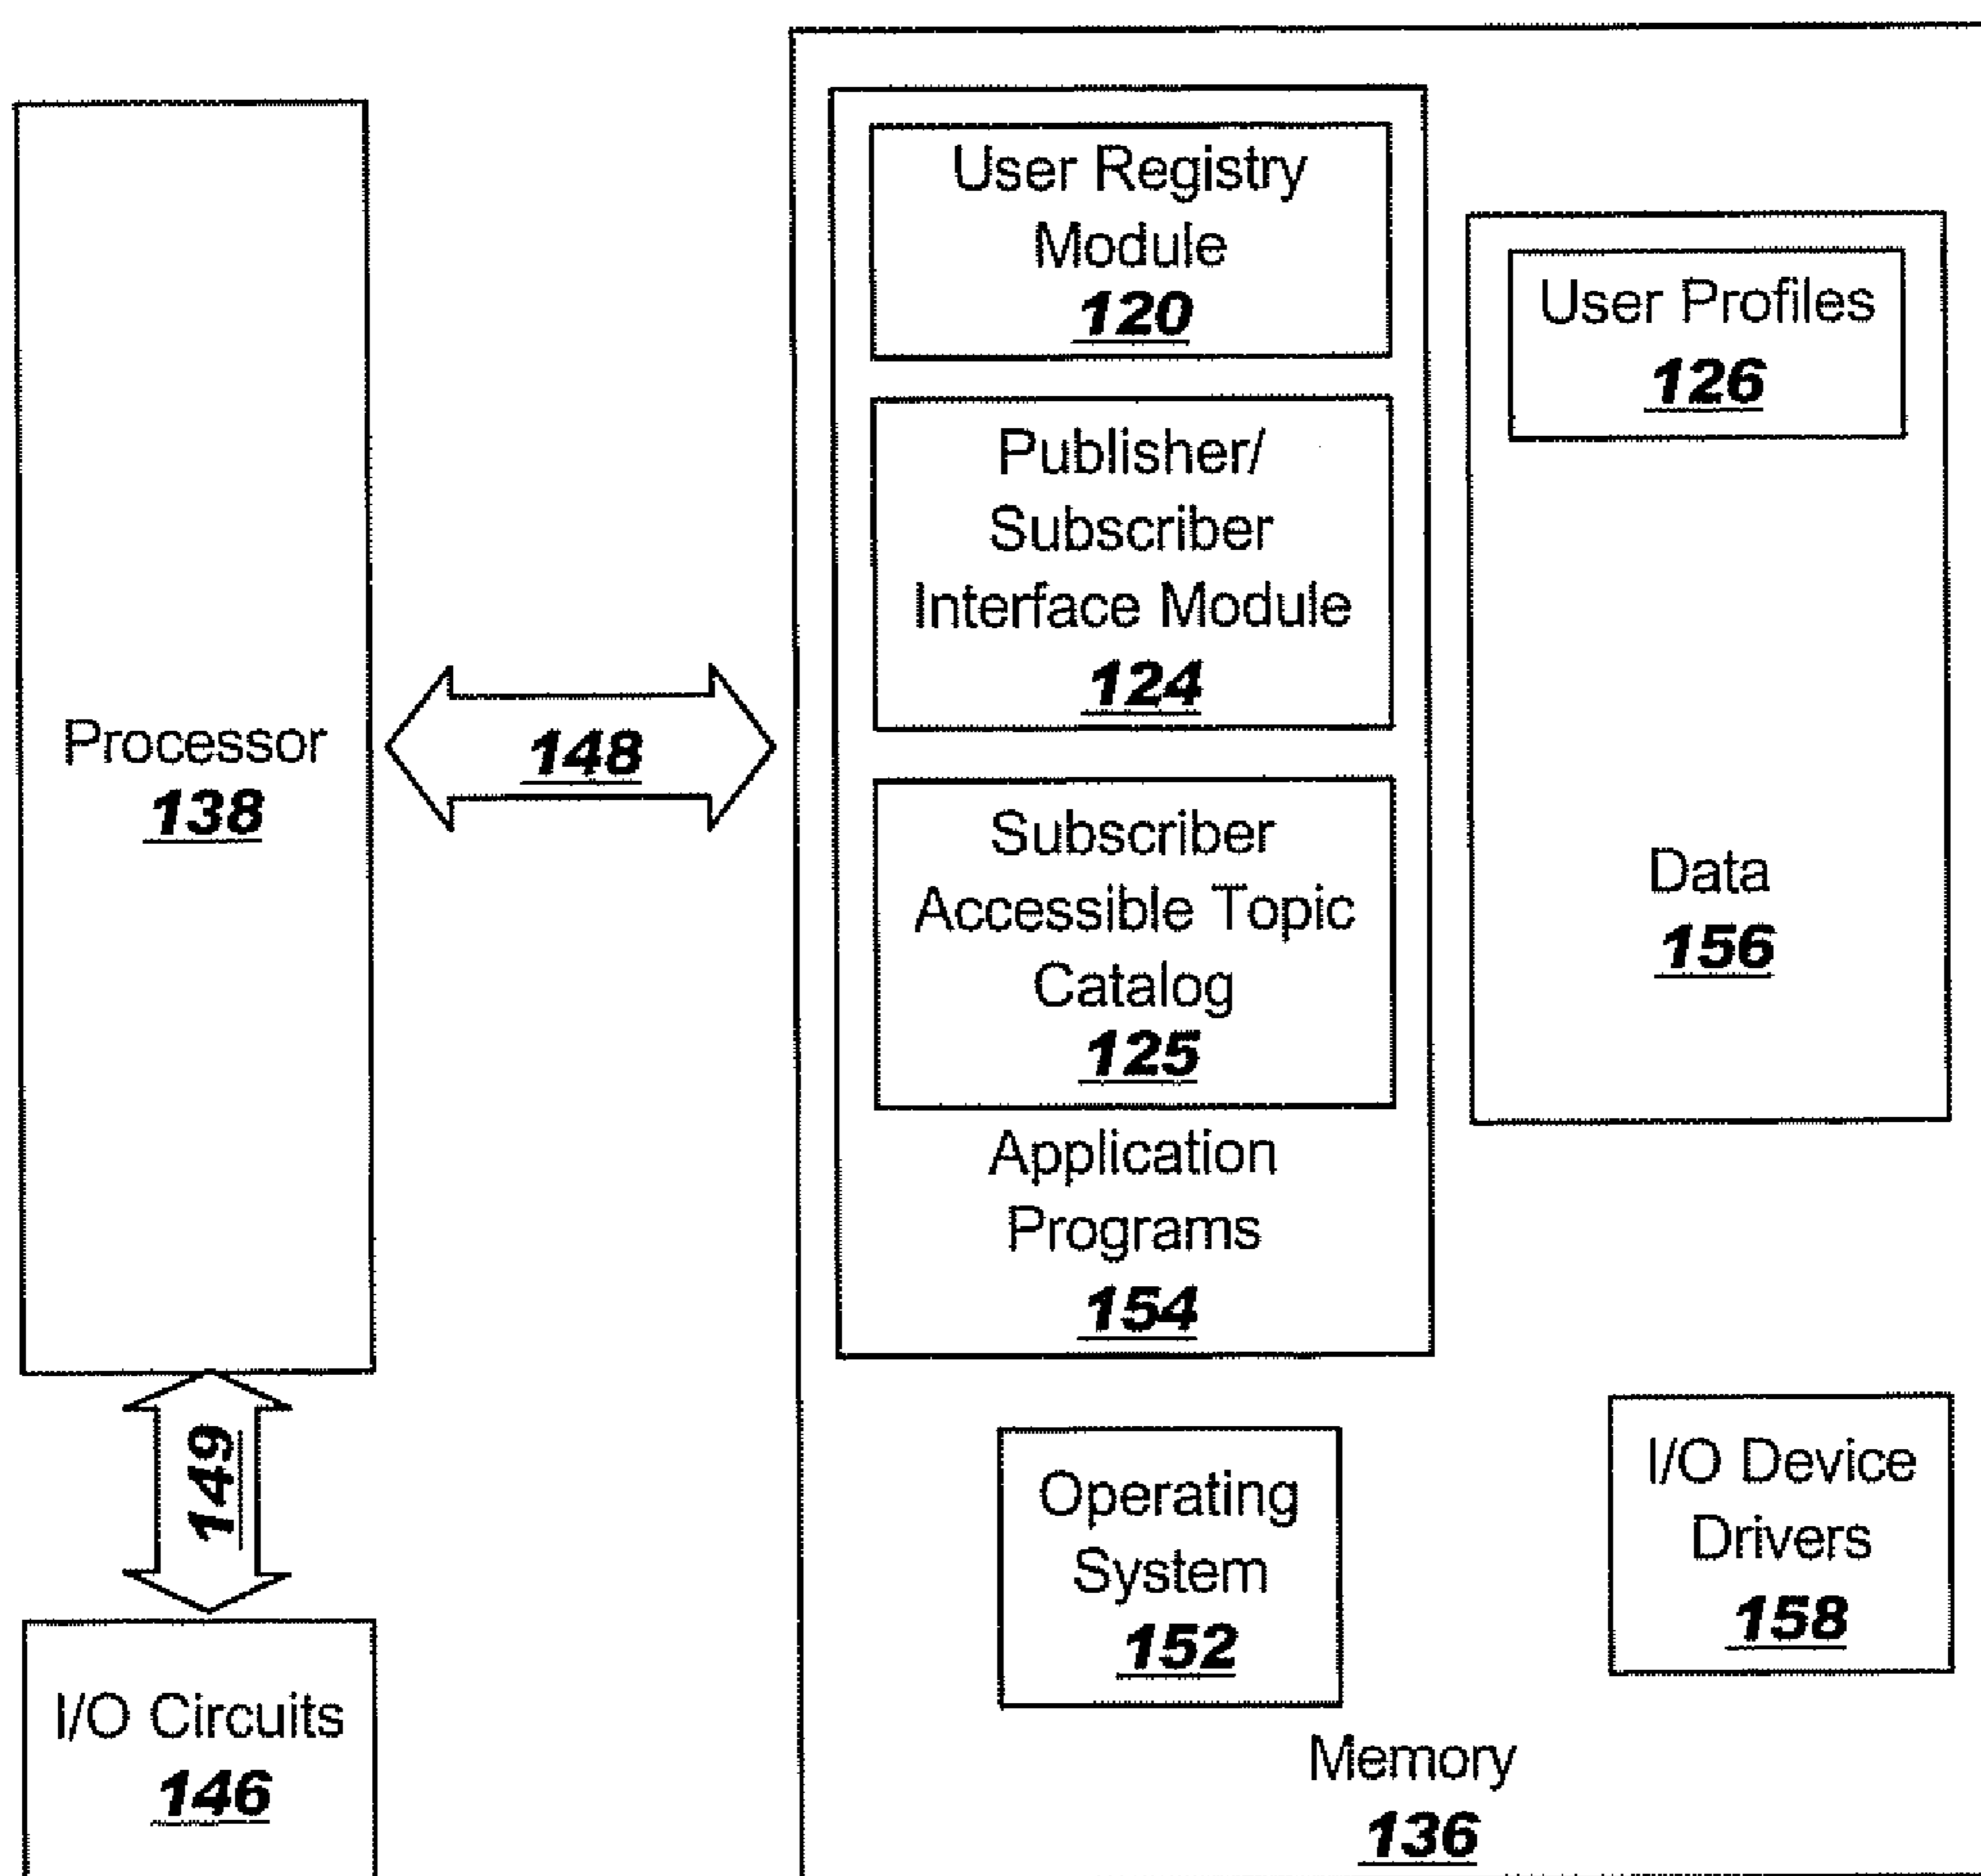 User Registry
Module
120
Publisher/
Subscriber
Interface Module
124
Subscriber
Accessible Topic
Catalog
125
Application
Programs
154
User Profiles
126
Data
156
Processor
138
148
149
I/O Circuits
146
Operating
System
152
I/O Device
Drivers
158
Memory
136